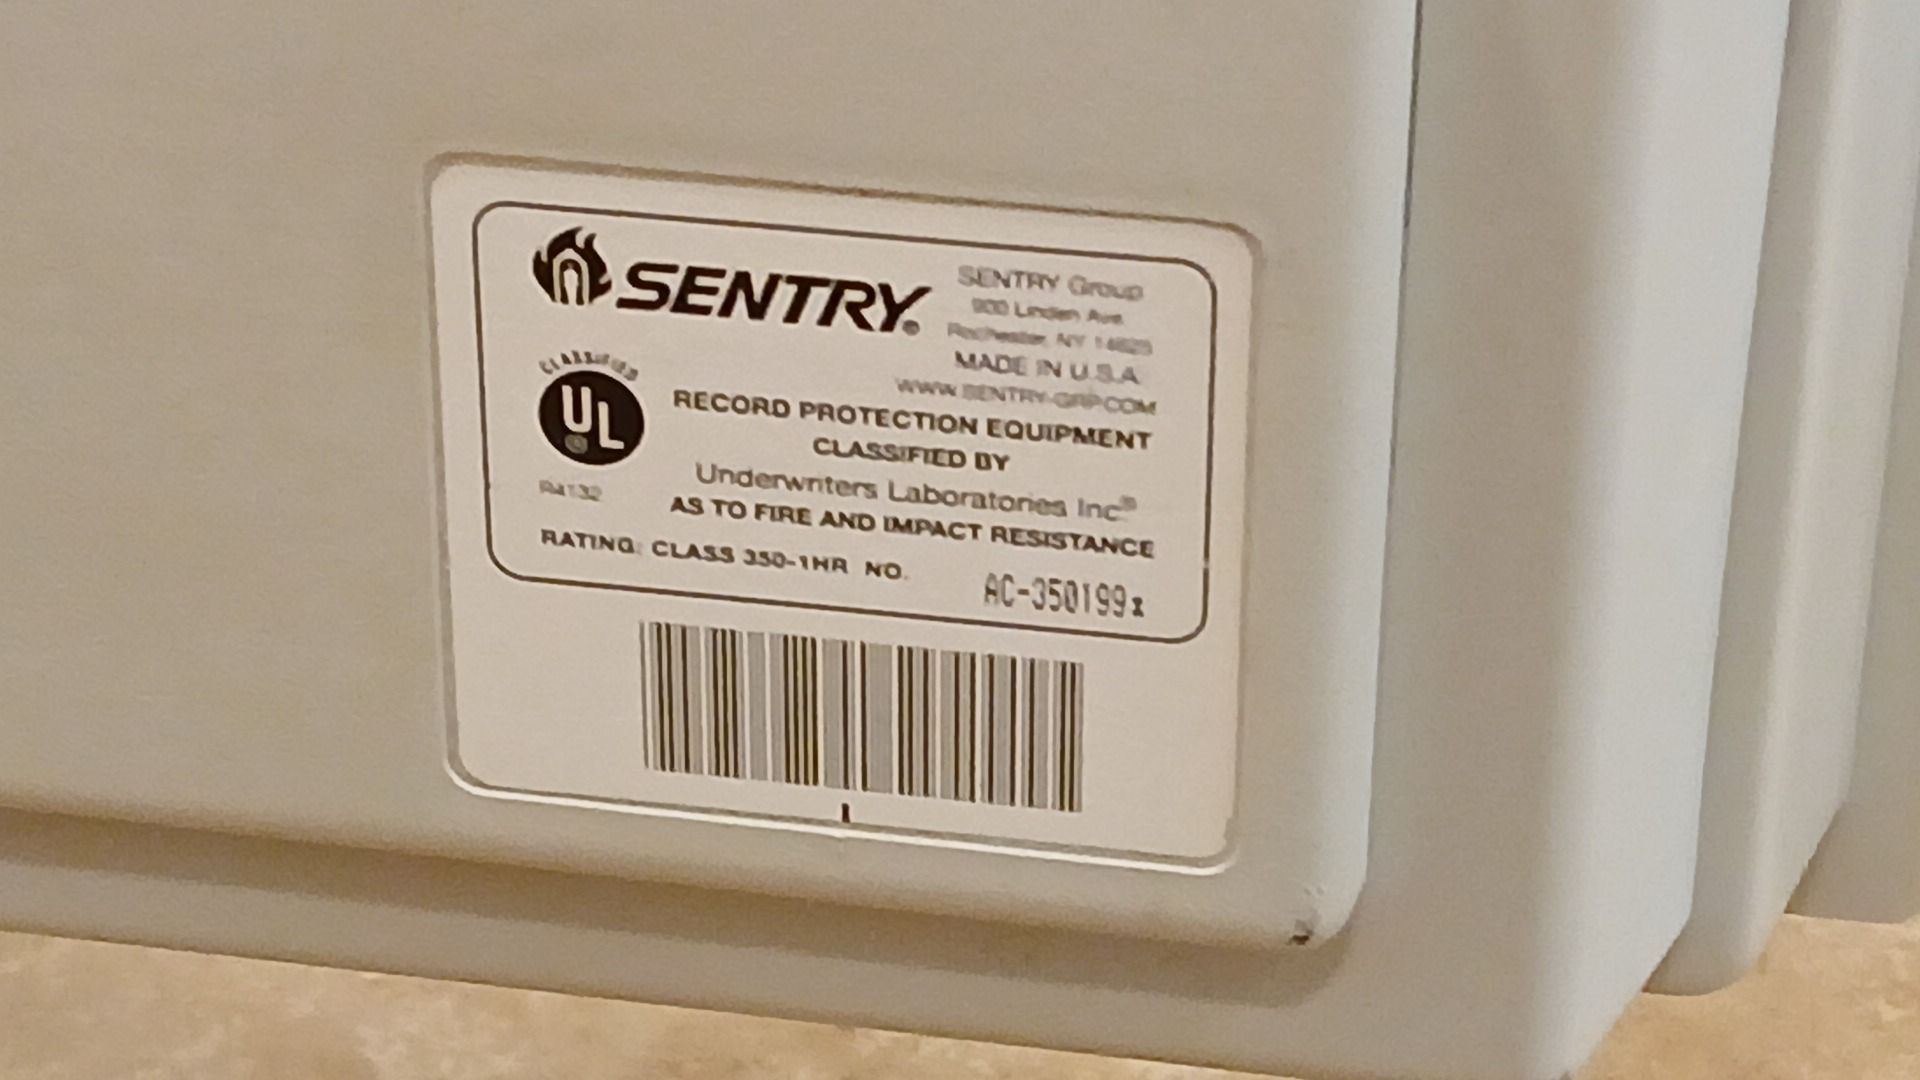 SENTRY®
SENTRY Group
900 Linden Ave.
Rochester, NY 14625
MADE IN U.S.A.
WWW.SENTRY-GRP.COM
CLASSIFIED
UL
R4132
RECORD PROTECTION EQUIPMENT
CLASSIFIED BY
Underwriters Laboratories Inc®
AS TO FIRE AND IMPACT RESISTANCE
RATING: CLASS 350-1HR NO.
AC-350199